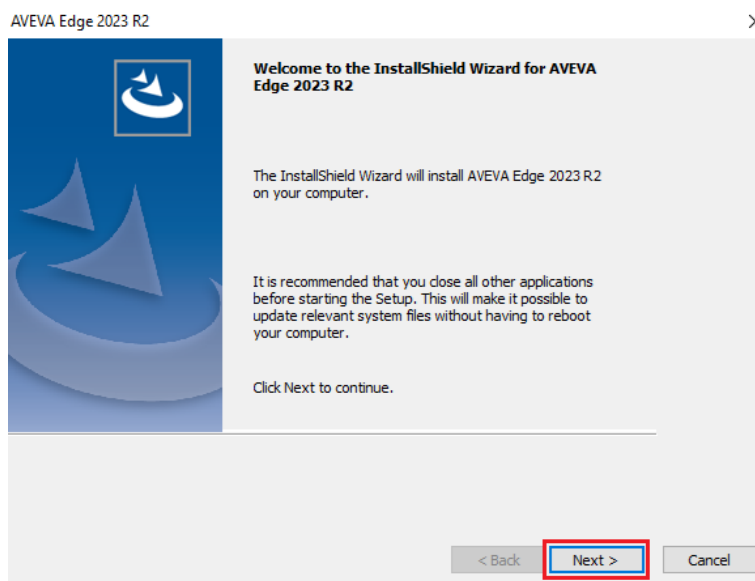 AVEVA Edge 2023 R2
Welcome to the InstallShield Wizard for AVEVA
Edge 2023 R2
The InstallShield Wizard will install AVEVA Edge 2023 R2
on your computer.
It is recommended that you close all other applications
before starting the Setup. This will make it possible to
update relevant system files without having to reboot
your computer.
Click Next to continue.
< Back
Next >
Cancel